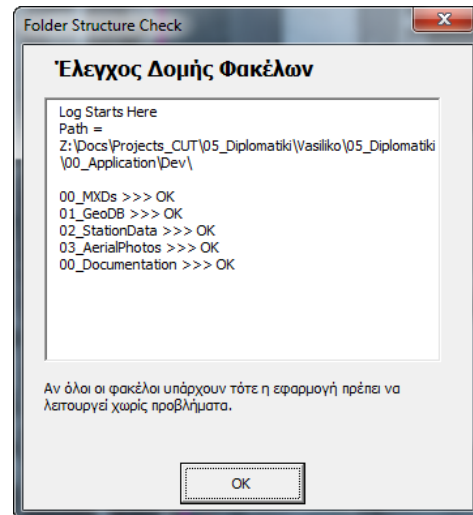 Folder Structure Check
Έλεγχος Δομής Φακέλων
Log Starts Here
Path =
Z:\Docs\Projects_CUT\05_Diplomatiki\Vasiliko\05_Diplomatiki
\00_Application\Dev\
00_MXDs >>> OK
01_GeoDB >>> OK
02_StationData >>> OK
03_AerialPhotos >>> OK
00_Documentation >>> OK
Αν όλοι οι φακέλοι υπάρχουν τότε η εφαρμογή πρέπει να
λειτουργεί χωρίς προβλήματα.
OK